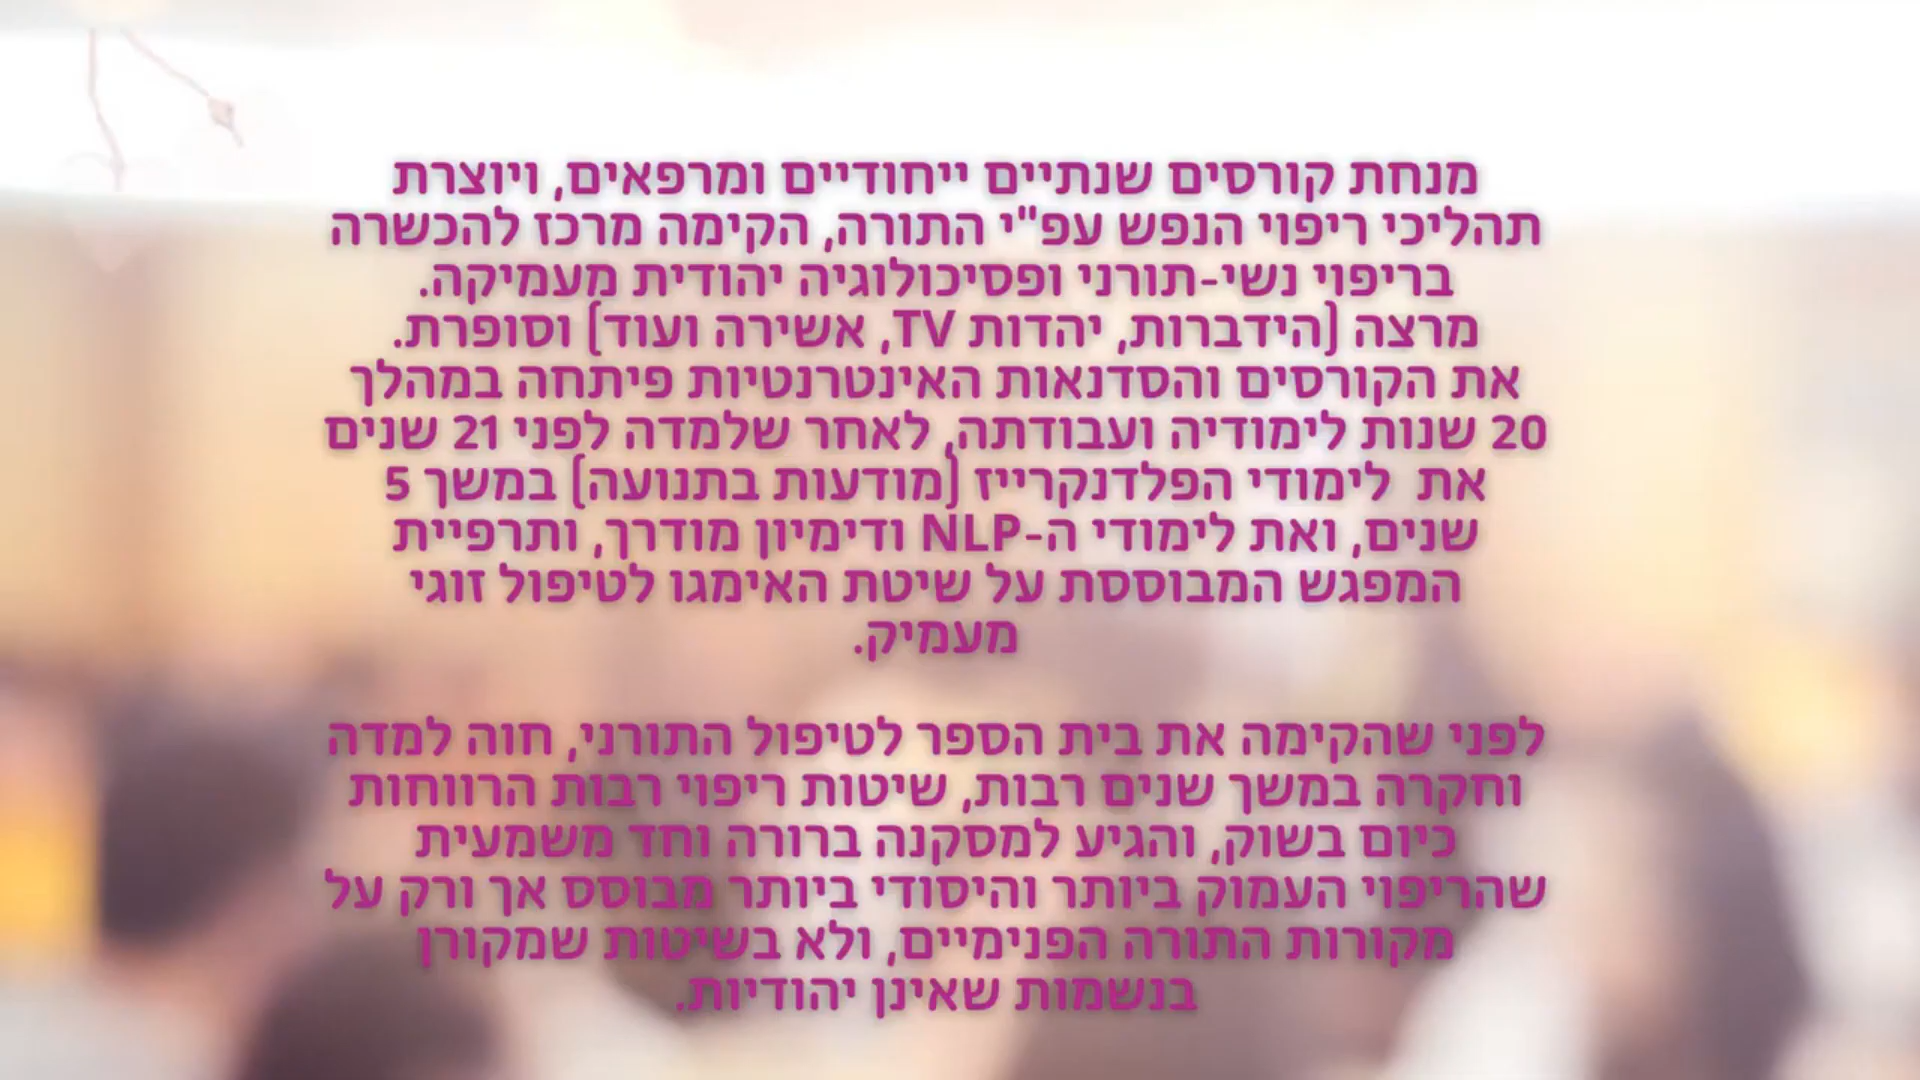 מנחת קורסים שנתיים ייחודיים ומרפאים, ויוצרת
תהליכי ריפוי הנפש עפ"י התורה, הקימה מרכז להכשרה
בריפוי נשי-תורני ופסיכולוגיה יהודית מעמיקה.
מרצה (הידברות, יהדות TV, אשירה ועוד) וסופרת.
את הקורסים והסדנאות האינטרנטיות פיתחה במהלך
20 שנות לימודיה ועבודתה, לאחר שלמדה לפני 21 שנים
את לימודי הפלדנקרייז (מודעות בתנועה) במשך 5
שנים, ואת לימודי ה-NLP ודימיון מודרך, ותרפיית
המפגש המבוססת על שיטת האימגו לטיפול זוגי
מעמיק.
לפני שהקימה את בית הספר לטיפול התורני, חוה למדה
וחקרה במשך שנים רבות, שיטות ריפוי רבות הרווחות
כיום בשוק, והגיע למסקנה ברורה וחד משמעית
שהריפוי העמוק ביותר והיסודי ביותר מבוסס אך ורק על
מקורות התורה הפנימיים, ולא בשיטות שמקורן
בנשמות שאינן יהודיות.